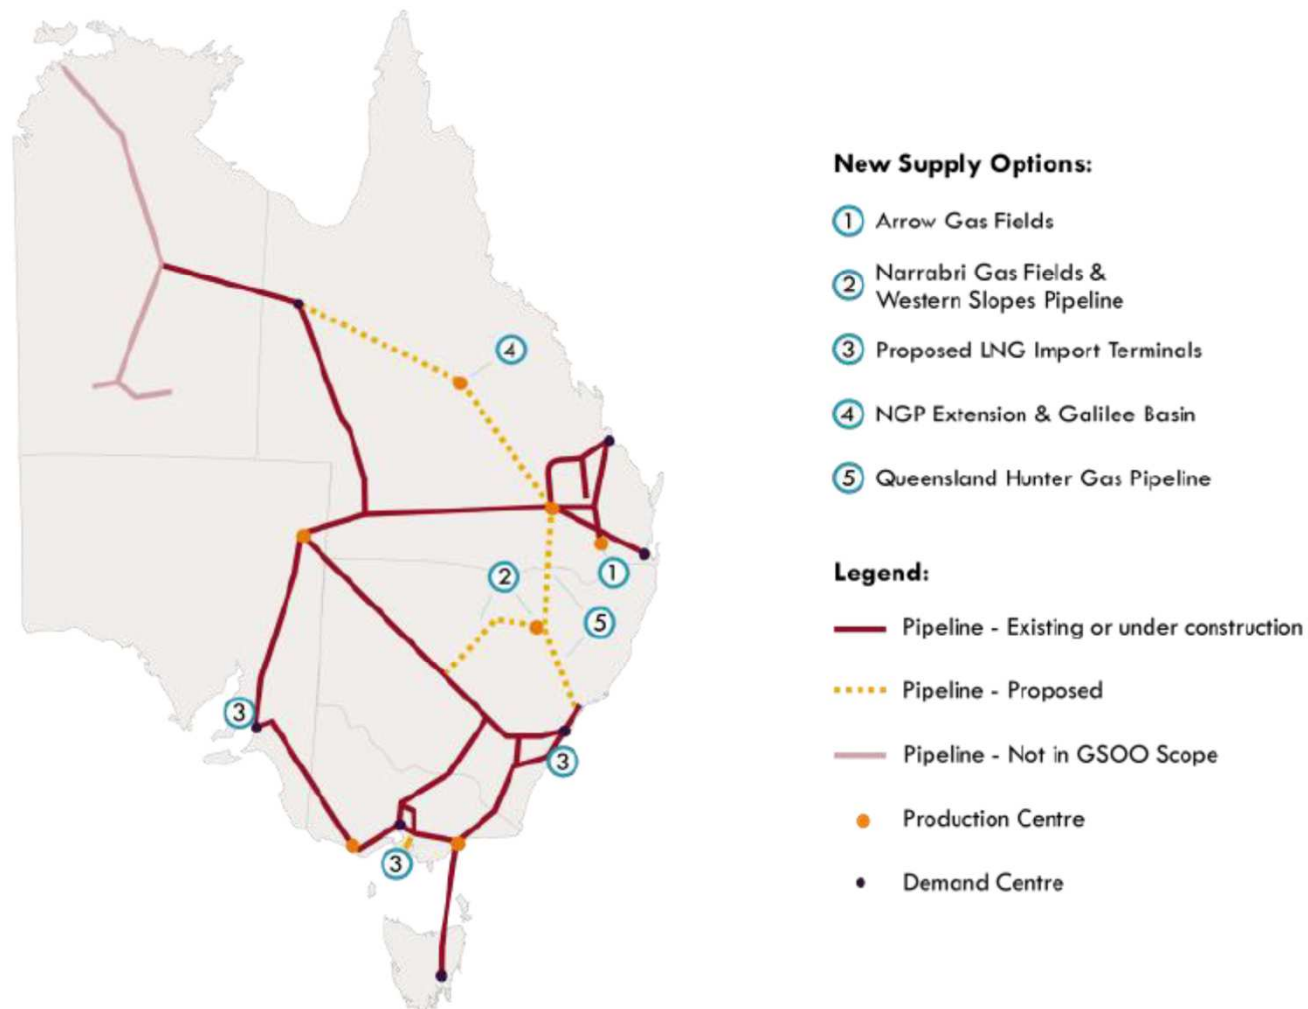 New Supply Options:
1 Arrow Gas Fields
2 Narrabri Gas Fields &
Western Slopes Pipeline
3 Proposed LNG Import Terminals
4 NGP Extension & Galilee Basin
5 Queensland Hunter Gas Pipeline
Legend:
Pipeline - Existing or under construction
Pipeline - Proposed
Pipeline - Not in GSOO Scope
Production Centre
Demand Centre
4
2
1
5
3
3
3